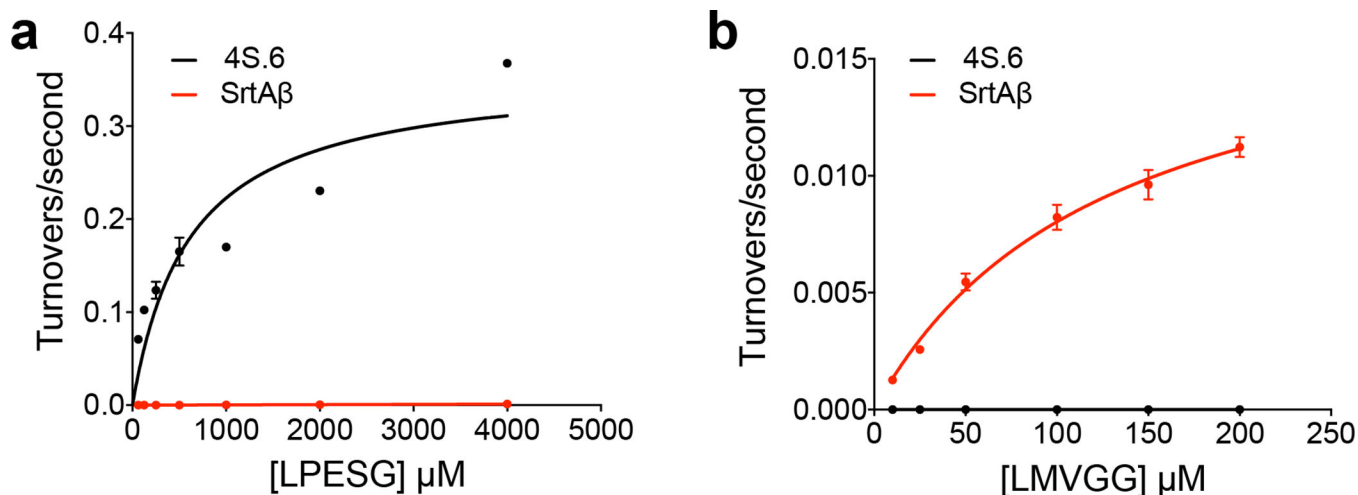 a
4S.6
SrtAβ
Turnovers/second
0.4
0.3
0.2
0.1
0.0
0 1000 2000 3000 4000 5000
[LPESG] μM
b
4S.6
SrtAβ
Turnovers/second
0.015
0.010
0.005
0.000
0 50 100 150 200 250
[LMVGG] μM